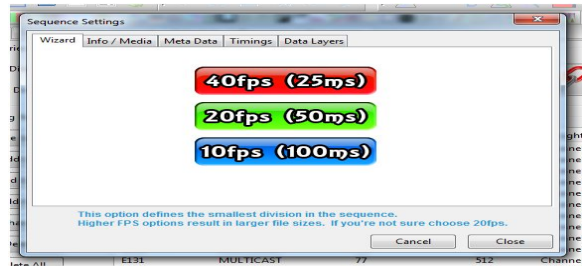 Sequence Settings
Wizard Info / Media Meta Data Timings Data Layers
40fps (25ms)
20fps (50ms)
10fps (100ms)
This option defines the smallest division in the sequence.
Higher FPS options result in larger file sizes. If you're not sure choose 20fps.
Cancel Close
E131 MULTICAST 77 512